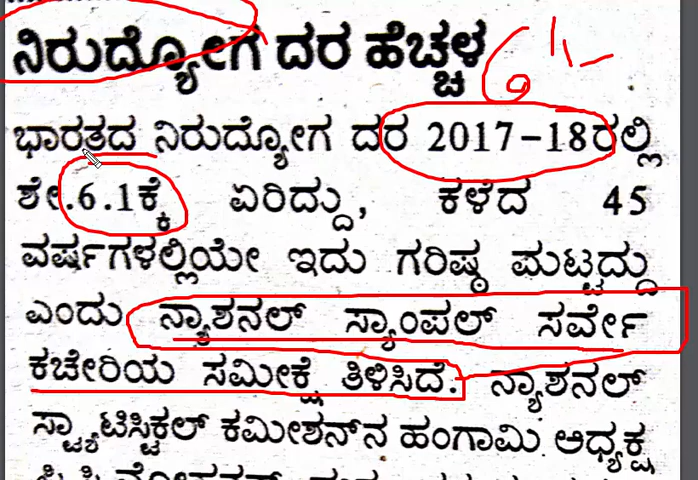 ನಿರುದ್ಯೋಗ ದರ ಹೆಚ್ಚಳ
ಭಾರತದ ನಿರುದ್ಯೋಗ ದರ 2017-18ರಲ್ಲಿ
ಶೇ.6.1ಕ್ಕೆ ಏರಿದ್ದು, ಕಳೆದ 45
ವರ್ಷಗಳಲ್ಲಿಯೇ ಇದು ಗರಿಷ್ಠ ಮಟ್ಟದ್ದು
ಎಂದು ನ್ಯಾಶನಲ್ ಸ್ಯಾಂಪಲ್ ಸರ್ವೇ
ಕಚೇರಿಯ ಸಮೀಕ್ಷೆ ತಿಳಿಸಿದೆ. ನ್ಯಾಶನಲ್
ಸ್ಟ್ಯಾಟಿಸ್ಟಿಕಲ್ ಕಮೀಶನ್‌ನ ಹಂಗಾಮಿ ಅಧ್ಯಕ್ಷ